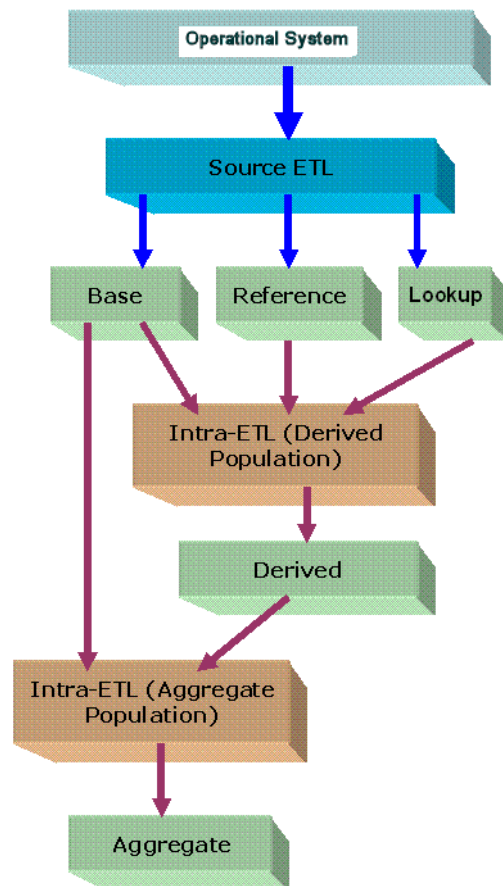 Operational System
Source ETL
Base
Reference
Lookup
Intra-ETL (Derived
Population)
Derived
Intra-ETL (Aggregate
Population)
Aggregate